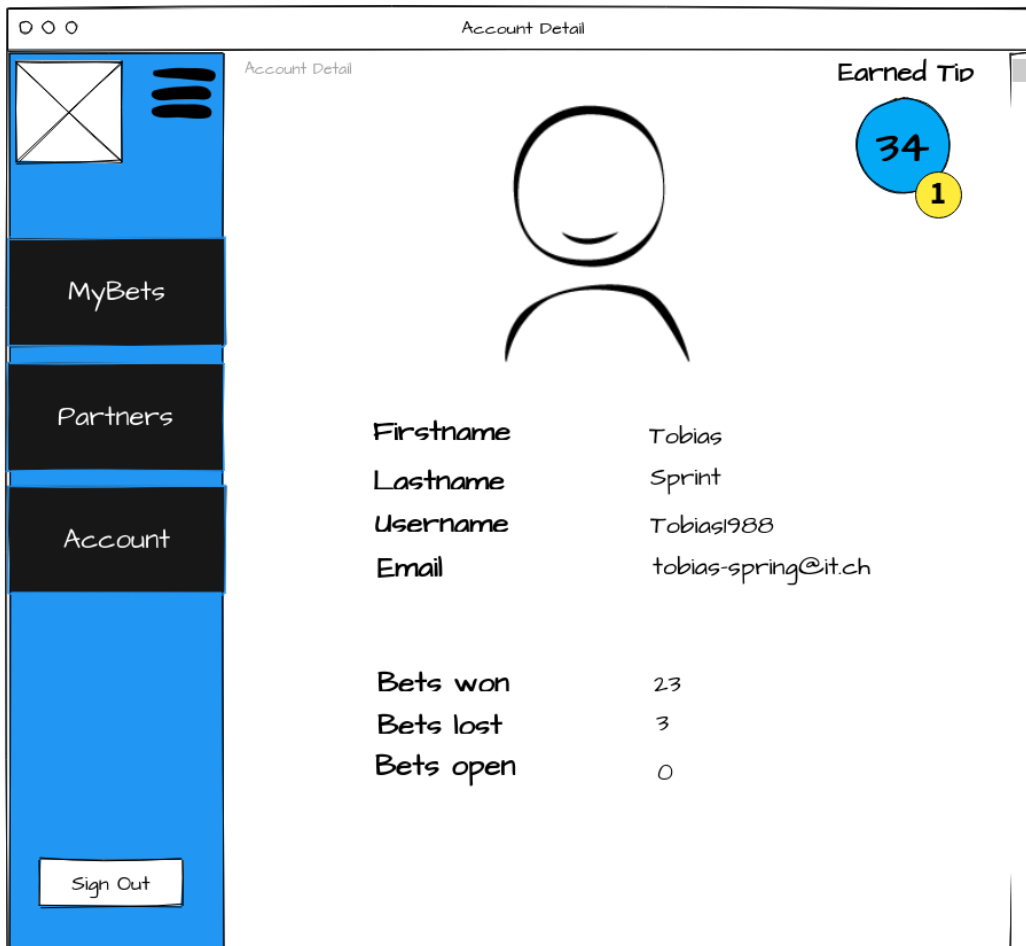 Account Detail
Account Detail
Earned Tip
34
1
MyBets
Partners
Account
Firstname Tobias
Lastname Sprint
Username Tobias1988
Email tobias-spring@it.ch
Bets won 23
Bets lost 3
Bets open 0
Sign Out